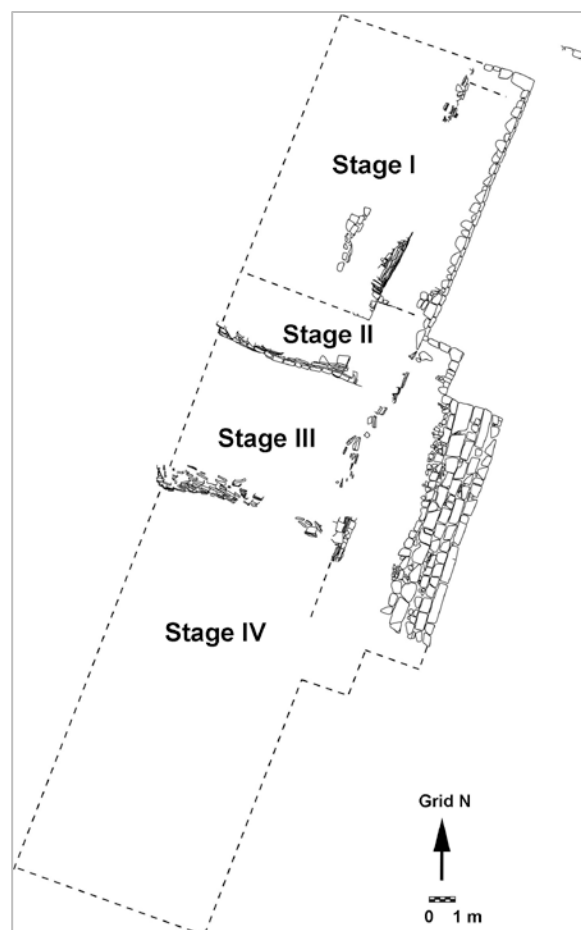 Stage I
Stage II
Stage III
Stage IV
Grid N
0 1 m